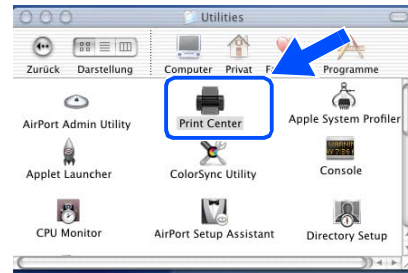 Utilities
Zurück Darstellung Computer Privat Programme
AirPort Admin Utility Print Center Apple System Profiler
Applet Launcher ColorSync Utility Console
CPU Monitor AirPort Setup Assistant Directory Setup